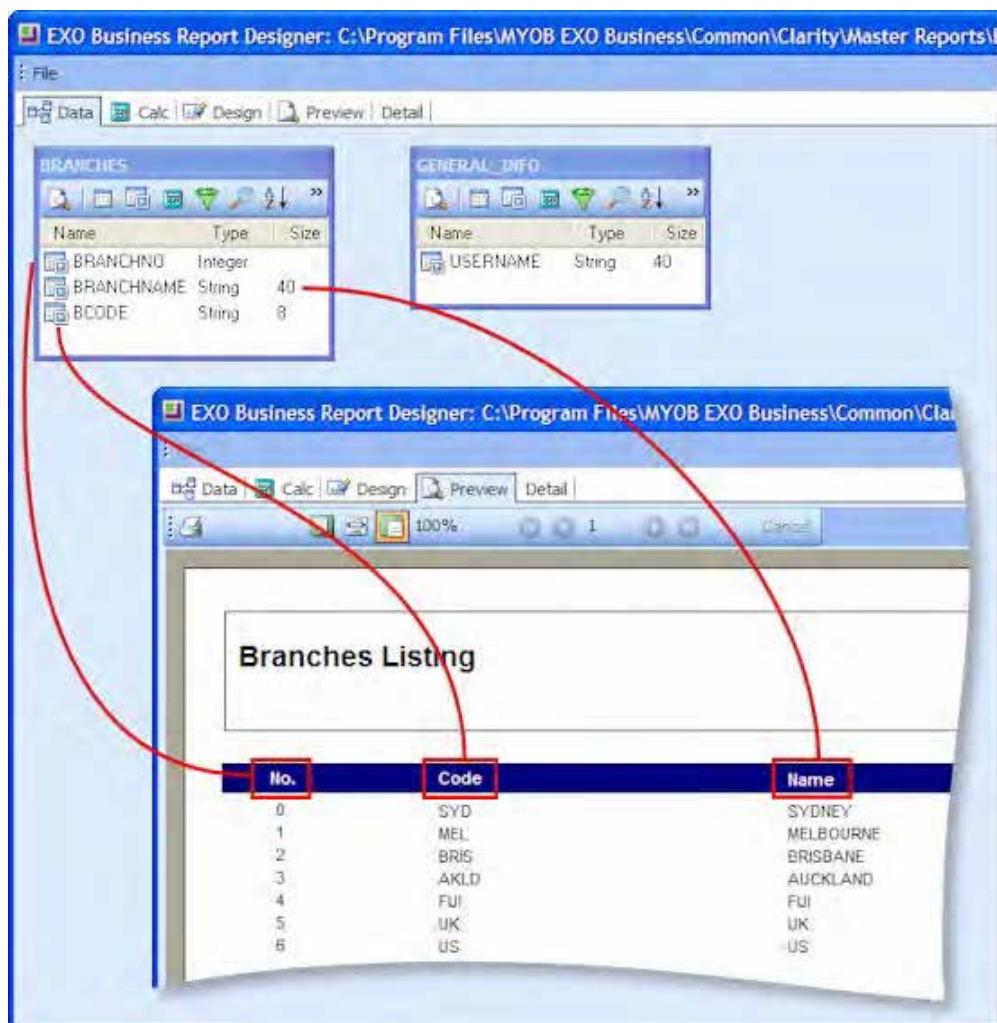 EXO Business Report Designer: C:\Program Files\MYOB EXO Business\Common\Clarity\Master Reports\
File
Data Calc Design Preview Detail
BRANCHES
Name Type Size
BRANCHNO Integer
BRANCHNAME String 40
BCODE String 8
GENERAL_INFO
Name Type Size
USERNAME String 40
EXO Business Report Designer: C:\Program Files\MYOB EXO Business\Common\Cla
Data Calc Design Preview Detail
100% 1 Cancel
Branches Listing
No. Code Name
0 SYD SYDNEY
1 MEL MELBOURNE
2 BRIS BRISBANE
3 AKLD AUCKLAND
4 FIJI FIJI
5 UK UK
6 US US